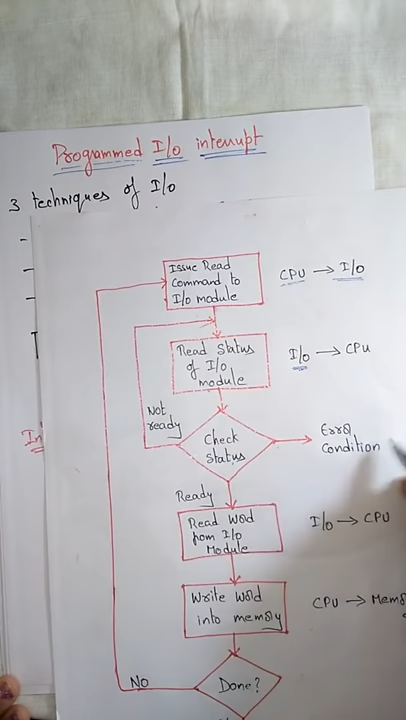 Programmed I/o interrupt
3 techniques of I/o
Issue Read
Command to
I/o module
CPU → I/o
Read Status
of I/o
module
I/o → CPU
Not
ready
Check
Status
Error
Condition
Ready
Read Word
from I/o
Module
I/o → CPU
Write Word
into memory
CPU →
No
Done?